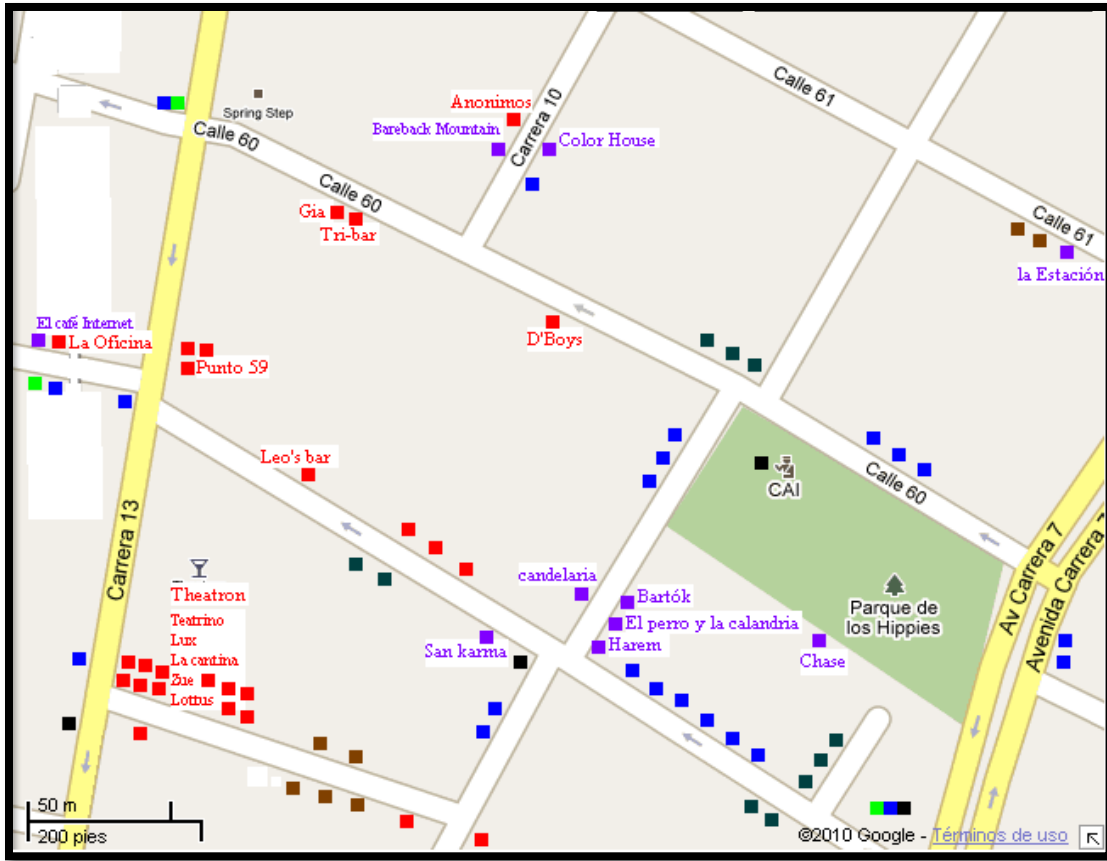 Calle 61
Spring Step
Anonimos
Bareback Mountain
Carrera 10
Color House
Calle 60
Calle 60
Gia
Tri-bar
Calle 61
la Estación
El café Internet
La Oficina
D'Boys
Punto 59
Leo's bar
CAI
Calle 60
Carrera 13
Theatron
Teatrino
Lux
La cantina
Zue
Lottus
candelaria
Bartók
El perro y la calandria
San karma
Harem
Chase
Parque de
los Hippies
Av Carrera 7
Avenida Carrera 7
50 m
200 pies
©2010 Google - Términos de uso